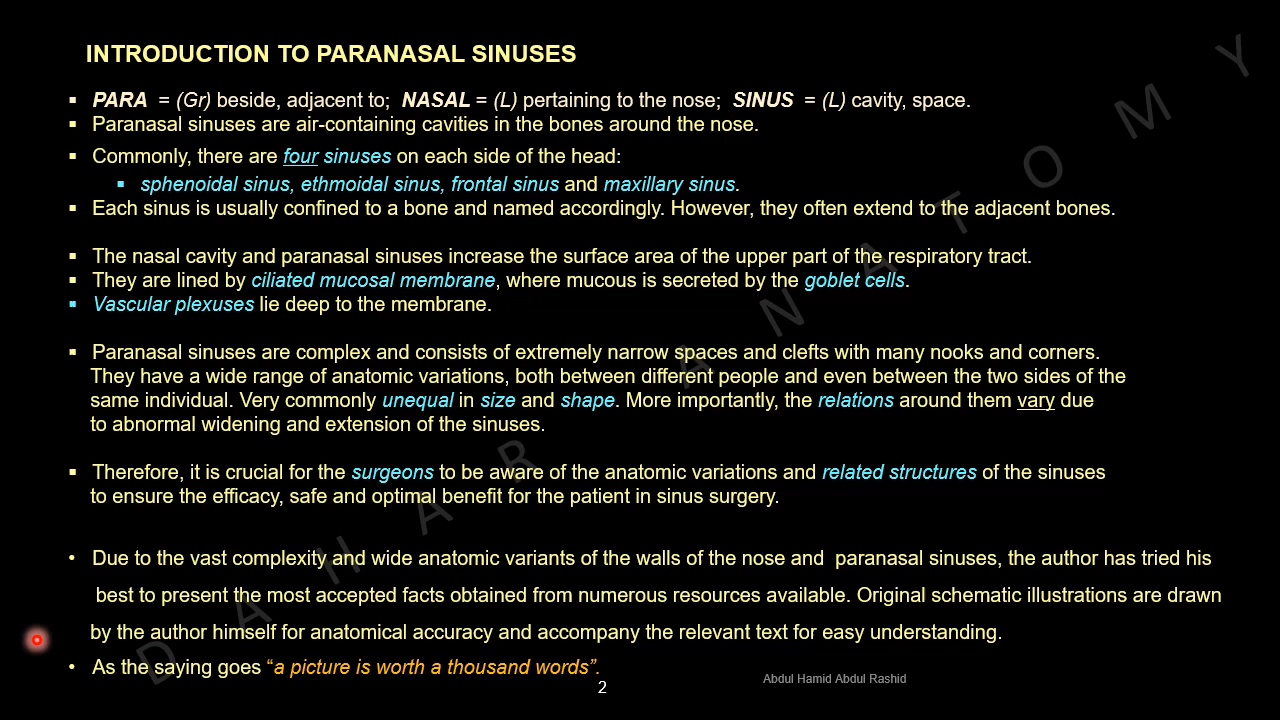 INTRODUCTION TO PARANASAL SINUSES
▪ PARA = (Gr) beside, adjacent to; NASAL = (L) pertaining to the nose; SINUS = (L) cavity, space.
▪ Paranasal sinuses are air-containing cavities in the bones around the nose.
▪ Commonly, there are four sinuses on each side of the head:
▪ sphenoidal sinus, ethmoidal sinus, frontal sinus and maxillary sinus.
▪ Each sinus is usually confined to a bone and named accordingly. However, they often extend to the adjacent bones.
▪ The nasal cavity and paranasal sinuses increase the surface area of the upper part of the respiratory tract.
▪ They are lined by ciliated mucosal membrane, where mucous is secreted by the goblet cells.
▪ Vascular plexuses lie deep to the membrane.
▪ Paranasal sinuses are complex and consists of extremely narrow spaces and clefts with many nooks and corners.
They have a wide range of anatomic variations, both between different people and even between the two sides of the
same individual. Very commonly unequal in size and shape. More importantly, the relations around them vary due
to abnormal widening and extension of the sinuses.
▪ Therefore, it is crucial for the surgeons to be aware of the anatomic variations and related structures of the sinuses
to ensure the efficacy, safe and optimal benefit for the patient in sinus surgery.
• Due to the vast complexity and wide anatomic variants of the walls of the nose and paranasal sinuses, the author has tried his
best to present the most accepted facts obtained from numerous resources available. Original schematic illustrations are drawn
by the author himself for anatomical accuracy and accompany the relevant text for easy understanding.
• As the saying goes “a picture is worth a thousand words”.
2
Abdul Hamid Abdul Rashid
DAHAR ANATOMY